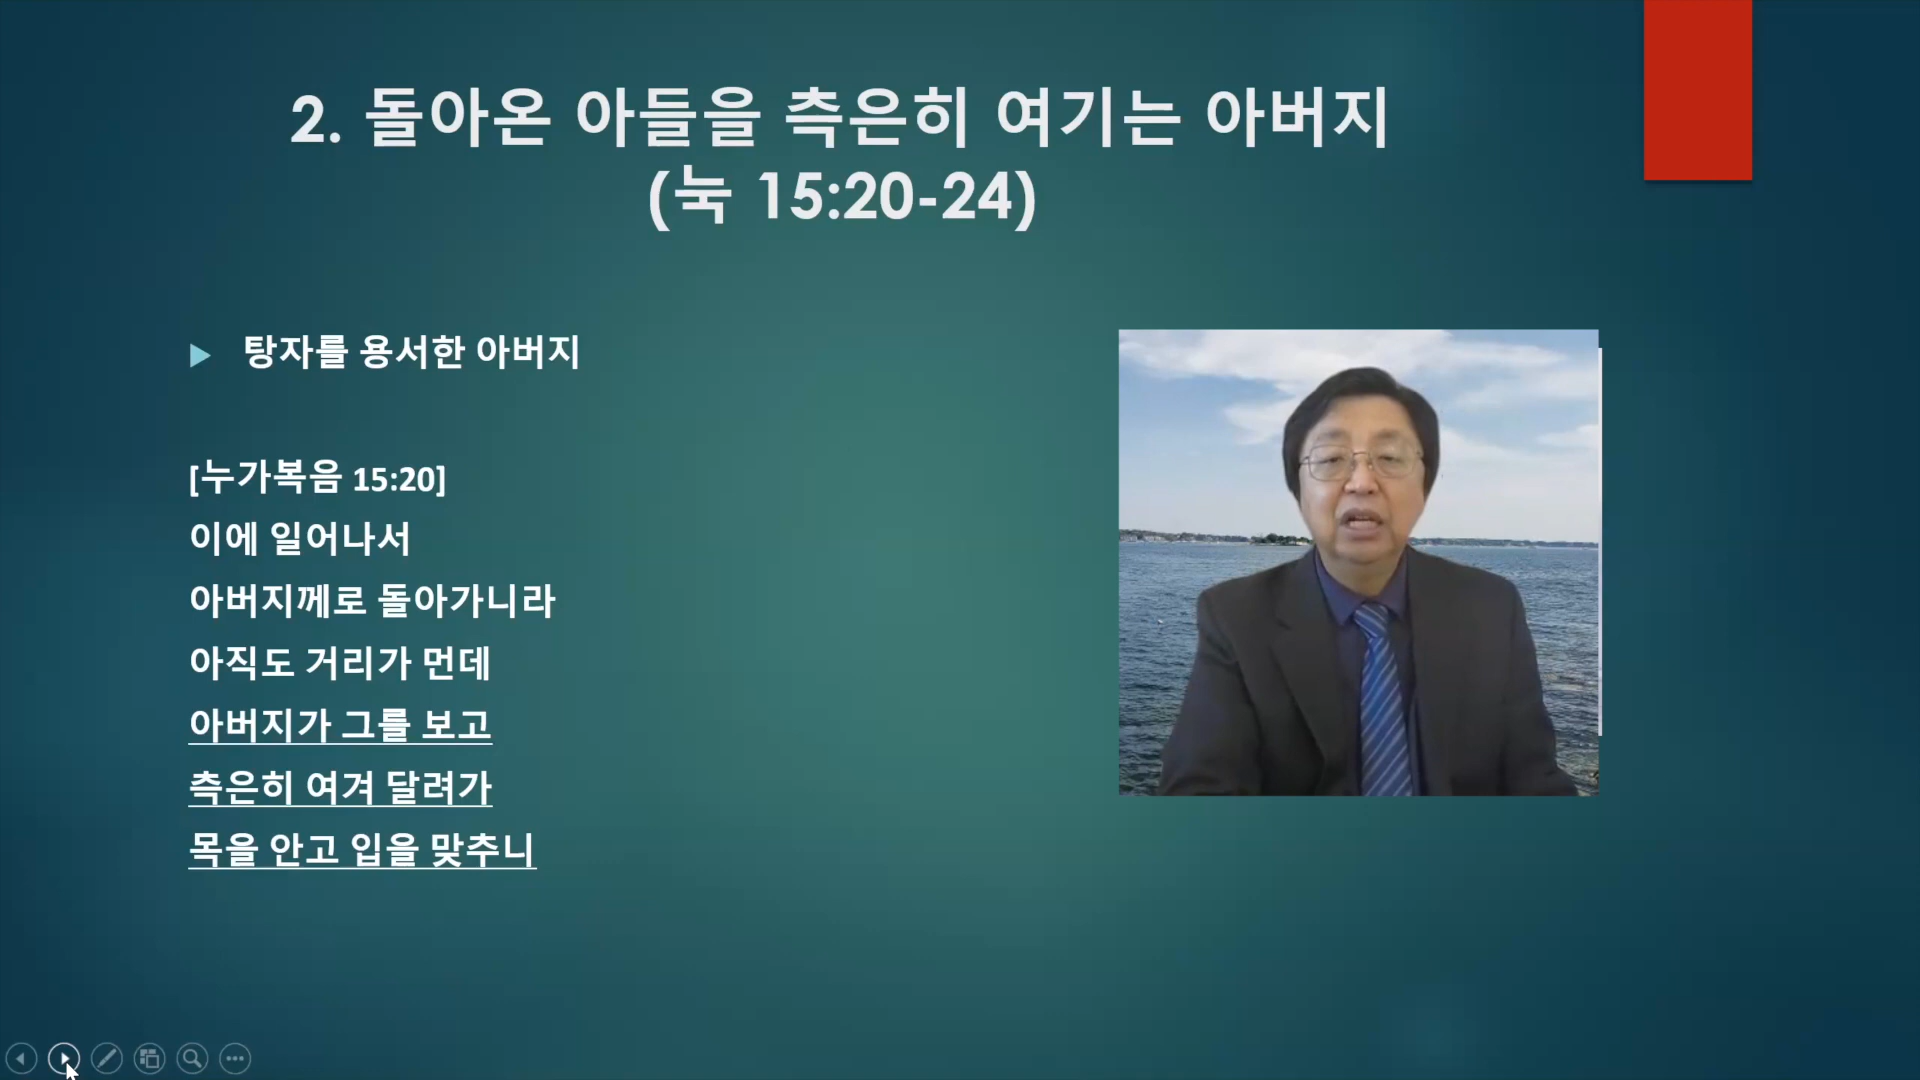 2. 돌아온 아들을 측은히 여기는 아버지
(눅 15:20-24)
탕자를 용서한 아버지
[누가복음 15:20]
이에 일어나서
아버지께로 돌아가니라
아직도 거리가 먼데
아버지가 그를 보고
측은히 여겨 달려가
목을 안고 입을 맞추니